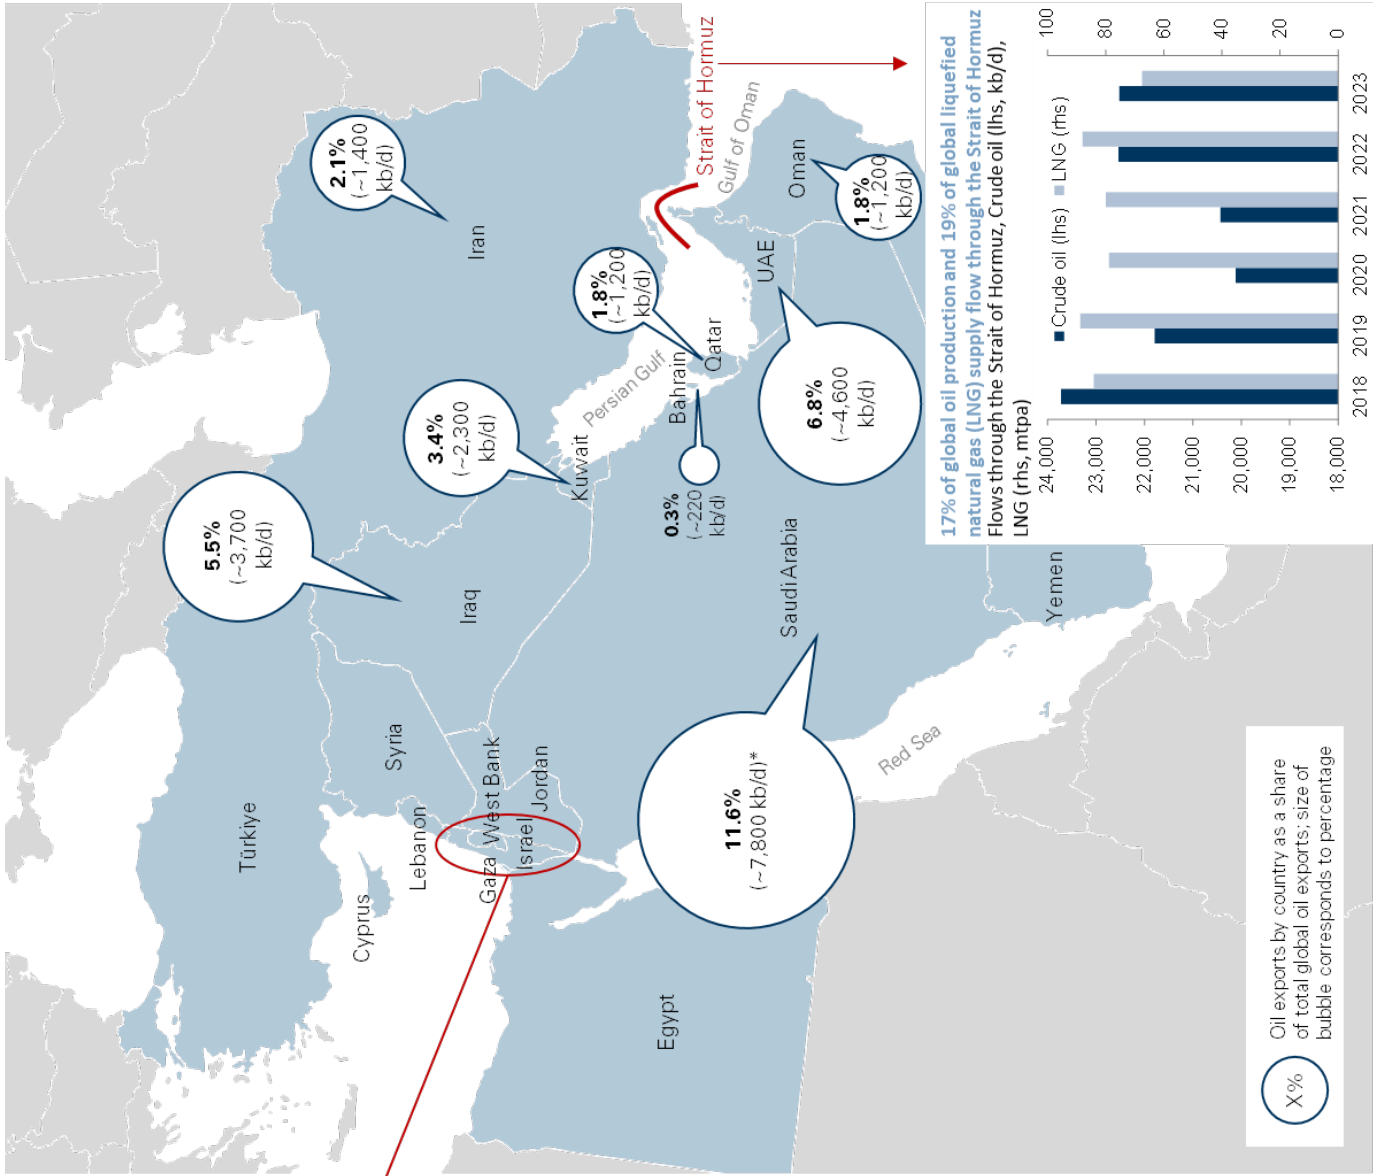 Türkiye
Cyprus
Lebanon
Syria
Gaza
West Bank
Israel
Jordan
Egypt
Iraq
Iran
Kuwait
Persian Gulf
Bahrain
Qatar
UAE
Oman
Gulf of Oman
Strait of Hormuz
Saudi Arabia
Yemen
Red Sea
5.5%
(~3,700
kb/d)
3.4%
(~2,300
kb/d)
2.1%
(~1,400
kb/d)
1.8%
(~1,200
kb/d)
0.3%
(~220
kb/d)
6.8%
(~4,600
kb/d)
1.8%
(~1,200
kb/d)
11.6%
(~7,800 kb/d)*
X%
Oil exports by country as a share
of total global oil exports; size of
bubble corresponds to percentage
17% of global oil production and 19% of global liquefied
natural gas (LNG) supply flow through the Strait of Hormuz
Flows through the Strait of Hormuz, Crude oil (lhs, kb/d),
LNG (rhs, mtpa)
Crude oil (lhs)
LNG (rhs)
24,000
23,000
22,000
21,000
20,000
19,000
18,000
100
80
60
40
20
0
2018
2019
2020
2021
2022
2023